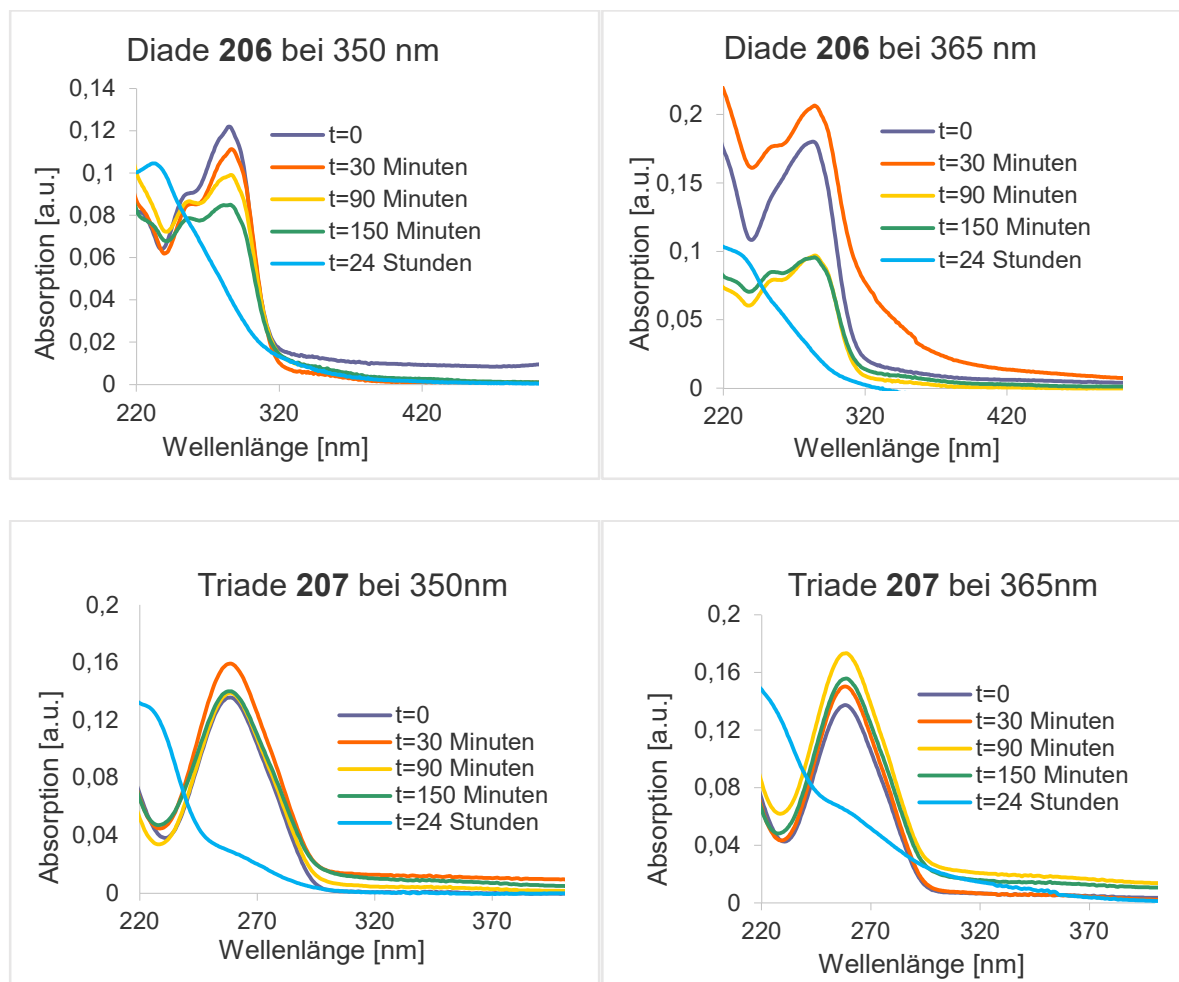 Diade 206 bei 350 nm
0,14
0,12
0,1
0,08
0,06
0,04
0,02
0
Absorption [a.u.]
t=0
t=30 Minuten
t=90 Minuten
t=150 Minuten
t=24 Stunden
220 320 420
Wellenlänge [nm]
Diade 206 bei 365 nm
0,2
0,15
0,1
0,05
0
Absorption [a.u.]
t=0
t=30 Minuten
t=90 Minuten
t=150 Minuten
t=24 Stunden
220 320 420
Wellenlänge [nm]
Triade 207 bei 350nm
0,2
0,16
0,12
0,08
0,04
0
Absorption [a.u.]
t=0
t=30 Minuten
t=90 Minuten
t=150 Minuten
t=24 Stunden
220 270 320 370
Wellenlänge [nm]
Triade 207 bei 365nm
0,2
0,16
0,12
0,08
0,04
0
Absorption [a.u.]
t=0
t=30 Minuten
t=90 Minuten
t=150 Minuten
t=24 Stunden
220 270 320 370
Wellenlänge [nm]